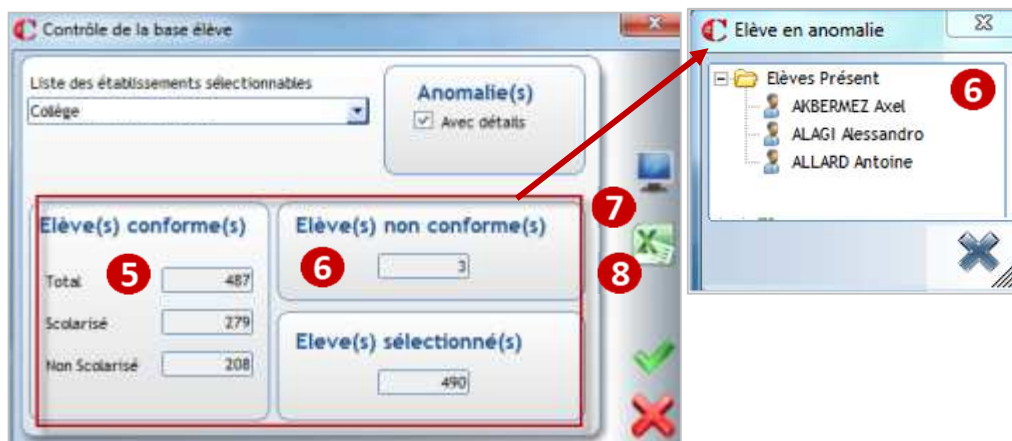 Contrôle de la base élève
Liste des établissements sélectionnables
Collège
Anomalie(s)
Avec détails
Elève(s) conforme(s)
5
Total 487
Scolarisé 279
Non Scolarisé 208
Elève(s) non conforme(s)
6
3
Eleve(s) sélectionné(s)
490
7
8
Elève en anomalie
Elèves Présent
6
AKBERMEZ Axel
ALAGI Alessandro
ALLARD Antoine